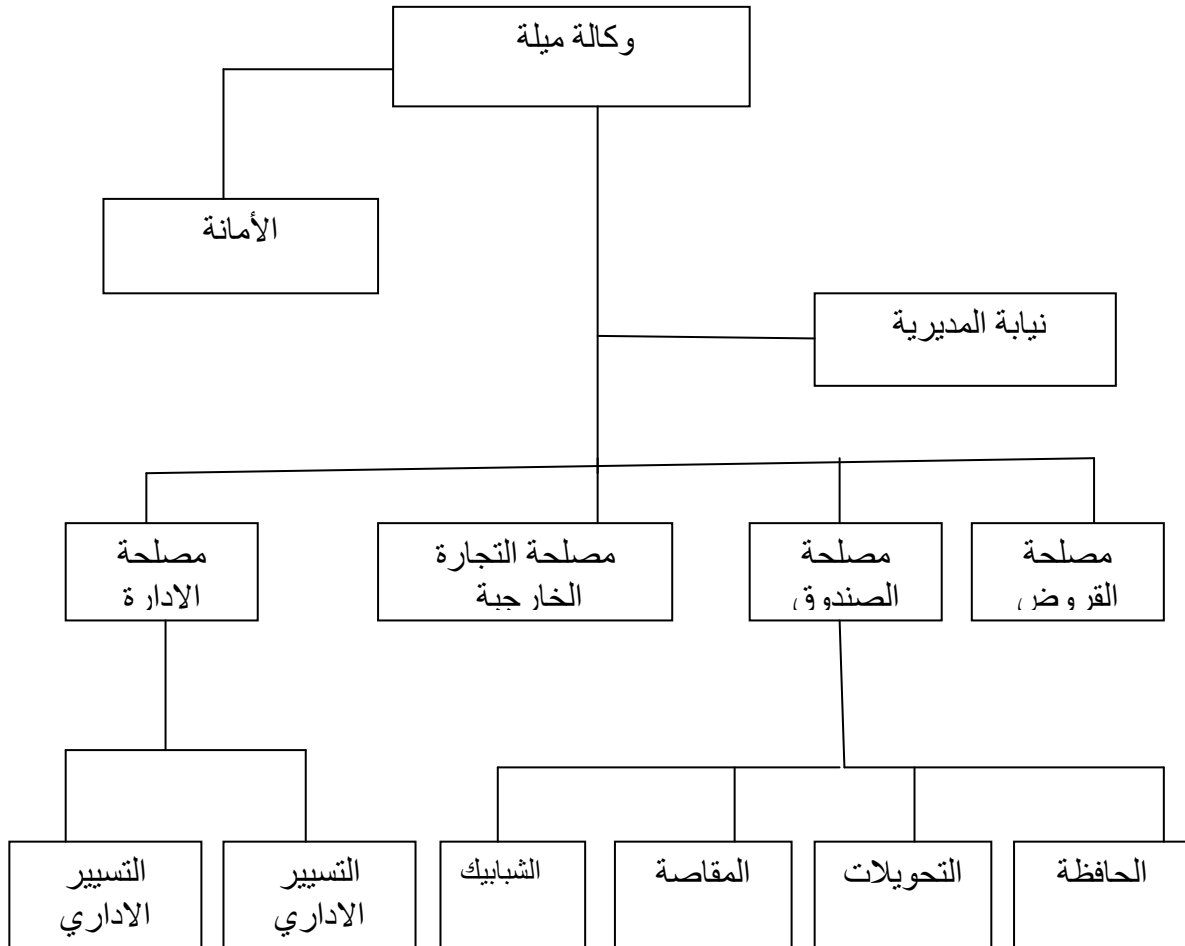 وكالة ميلة
الأمانة
نيابة المديرية
مصلحة
القروض
مصلحة
الصندوق
مصلحة التجارة
الخارجية
مصلحة
الادارة
الحافظة
التحويلات
المقاصة
الشبابيك
التسيير
الاداري
التسيير
الاداري